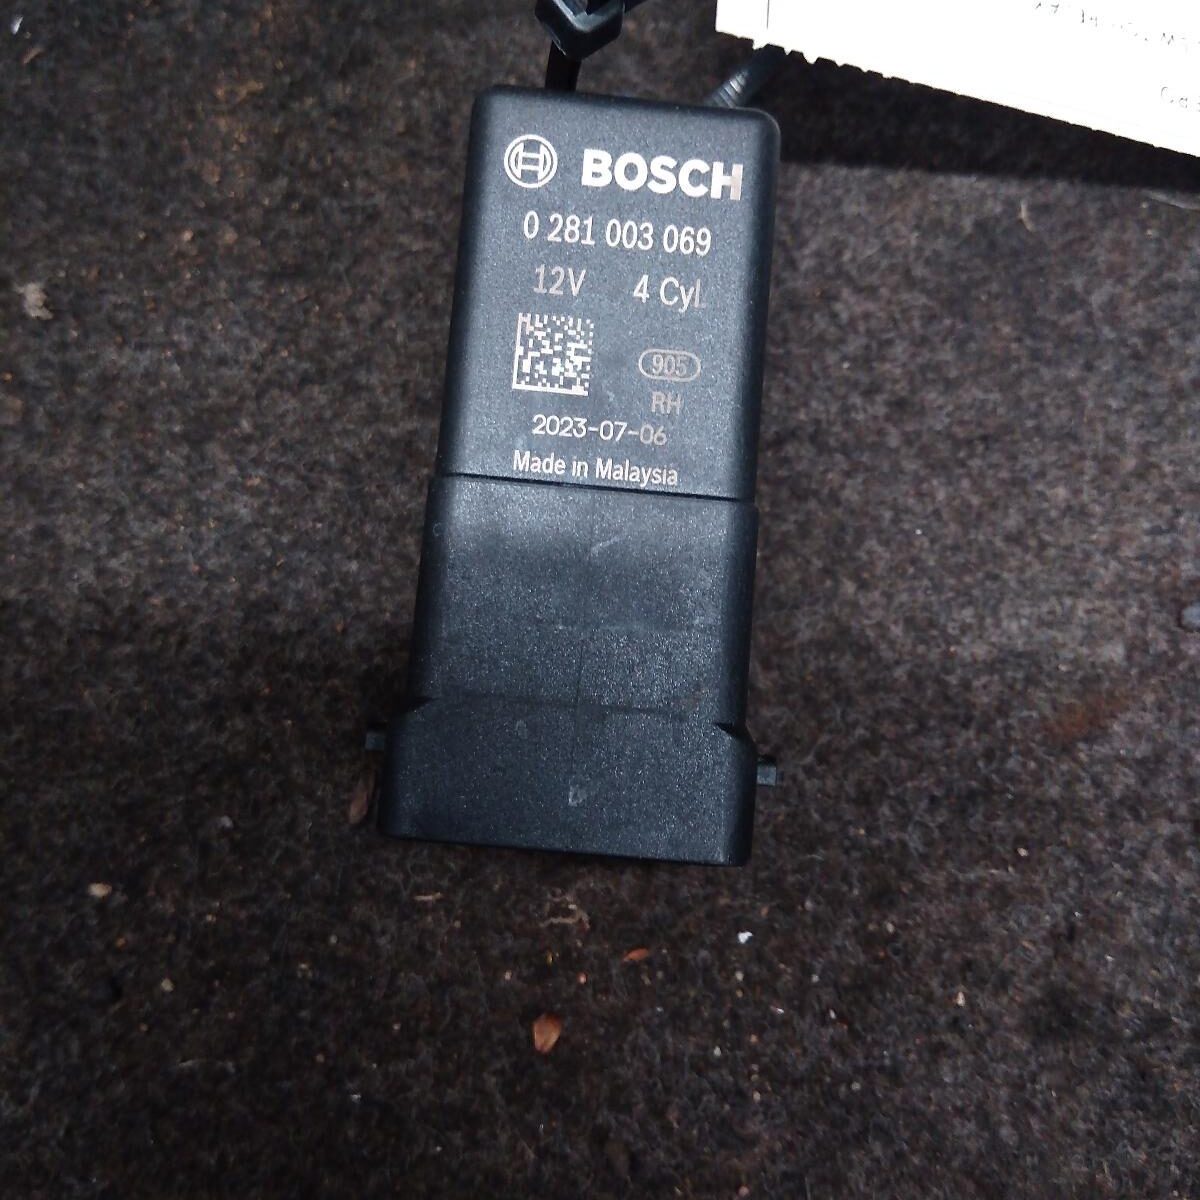 BOSCH
0 281 003 069
12V 4 Cyl.
905
RH
2023-07-06
Made in Malaysia